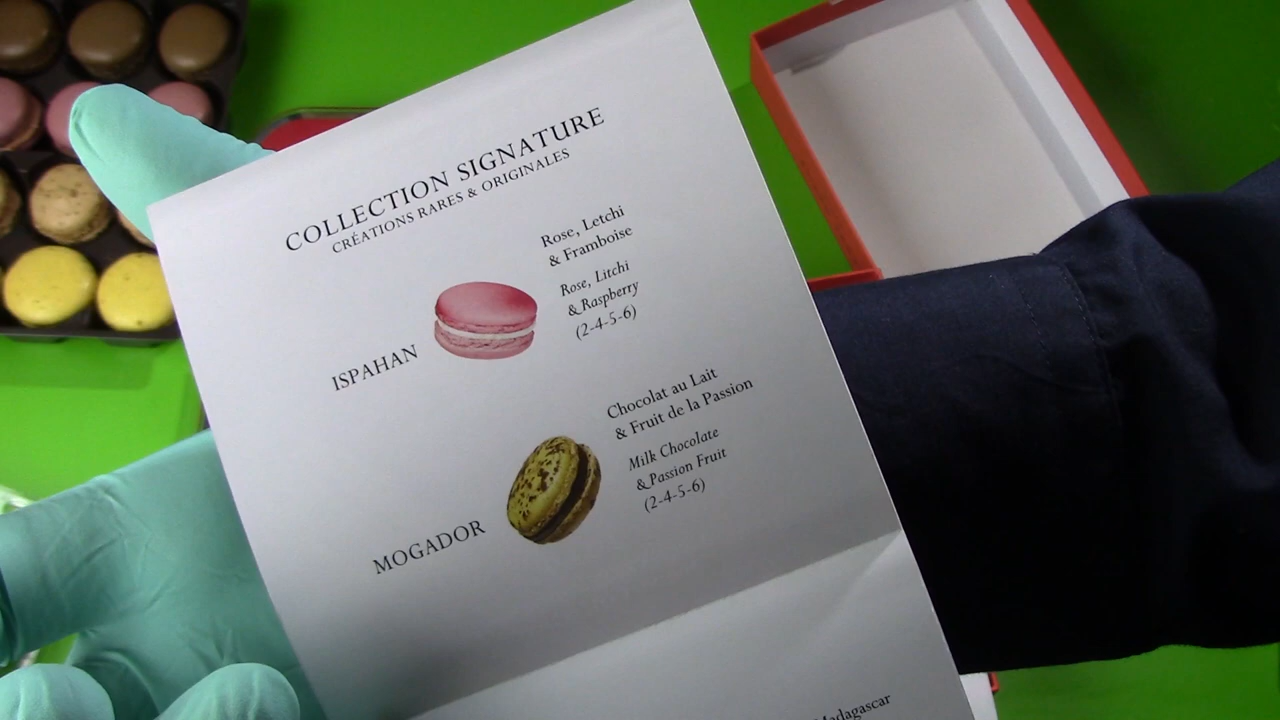 COLLECTION SIGNATURE
CRÉATIONS RARES & ORIGINALES
Rose, Letchi
& Framboise
Rose, Litchi
& Raspberry
(2-4-5-6)
ISPAHAN
Chocolat au Lait
& Fruit de la Passion
Milk Chocolate
& Passion Fruit
(2-4-5-6)
MOGADOR
Madagascar